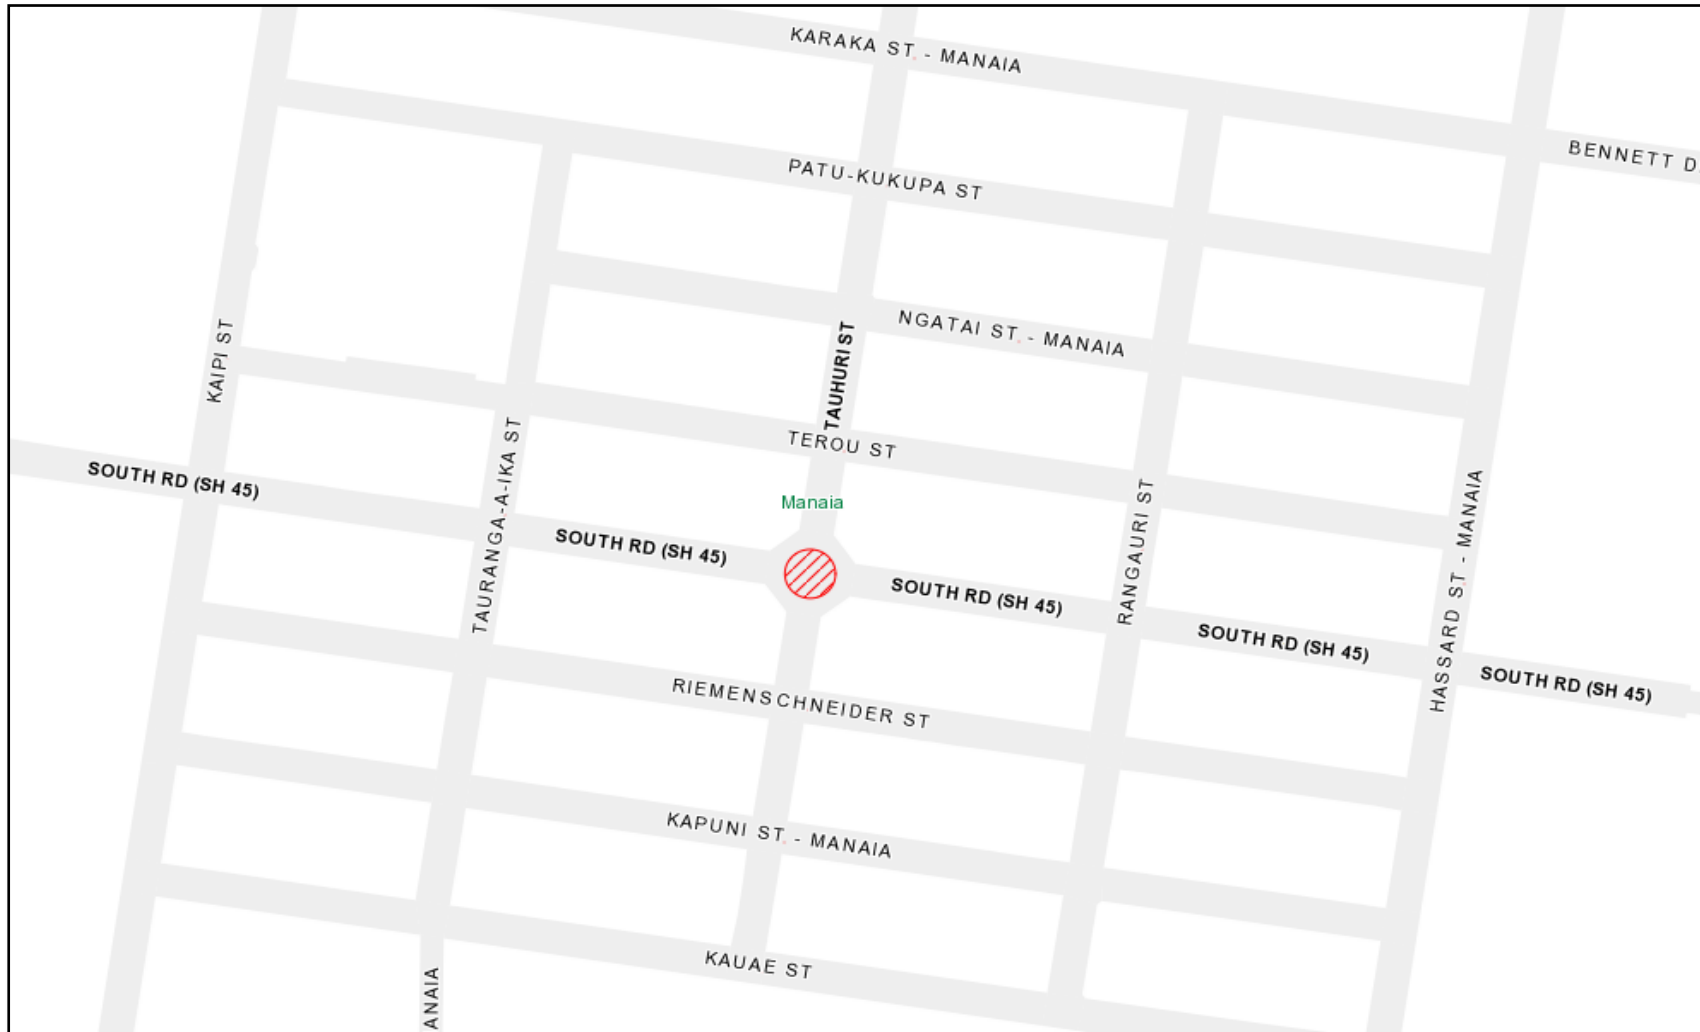 KARAKA ST. - MANAIA
BENNETT D
PATU-KUKUPA ST
NGATAI ST. - MANAIA
KAIPI ST
TAUHURI ST
TEROU ST
TAURANGA-A-IKA ST
SOUTH RD (SH 45)
Manaia
RANGAURI ST
HASSARD ST - MANAIA
SOUTH RD (SH 45)
SOUTH RD (SH 45)
SOUTH RD (SH 45)
SOUTH RD (SH 45)
RIEMENSCHNEIDER ST
KAPUNI ST. - MANAIA
KAUAE ST
ANAIA